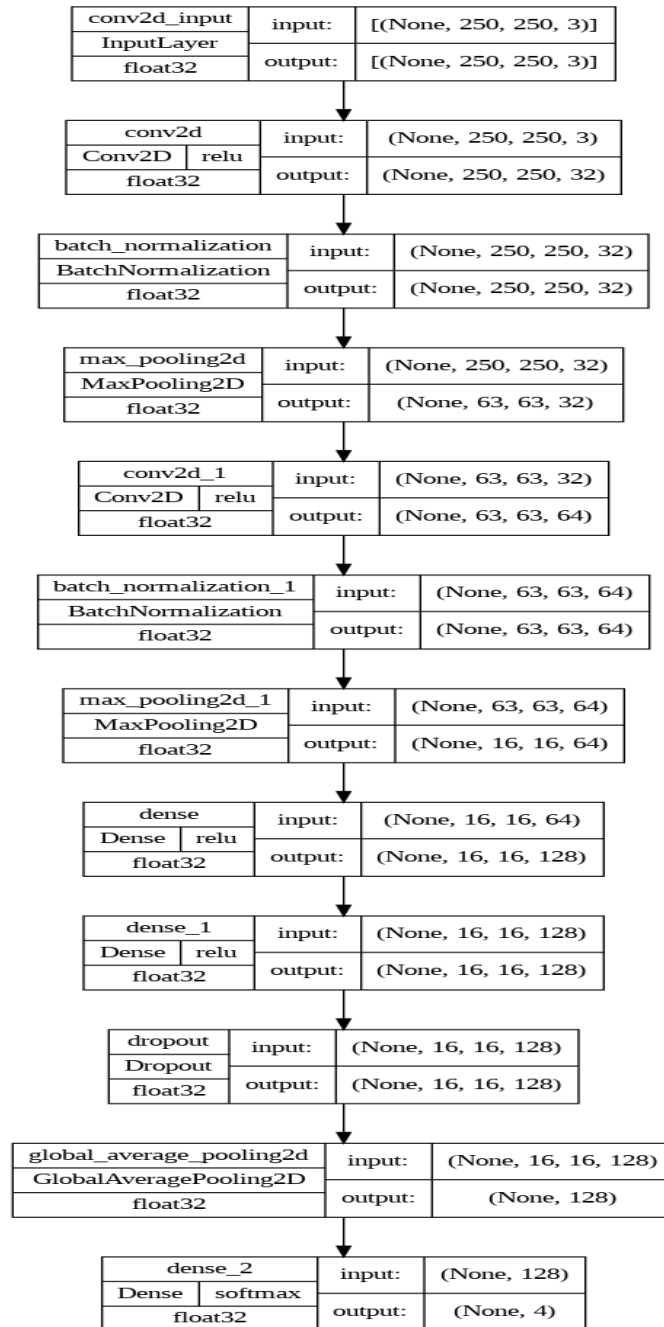 conv2d_input
InputLayer
float32
input: [(None, 250, 250, 3)]
output: [(None, 250, 250, 3)]
conv2d
Conv2D relu
float32
input: (None, 250, 250, 3)
output: (None, 250, 250, 32)
batch_normalization
BatchNormalization
float32
input: (None, 250, 250, 32)
output: (None, 250, 250, 32)
max_pooling2d
MaxPooling2D
float32
input: (None, 250, 250, 32)
output: (None, 63, 63, 32)
conv2d_1
Conv2D relu
float32
input: (None, 63, 63, 32)
output: (None, 63, 63, 64)
batch_normalization_1
BatchNormalization
float32
input: (None, 63, 63, 64)
output: (None, 63, 63, 64)
max_pooling2d_1
MaxPooling2D
float32
input: (None, 63, 63, 64)
output: (None, 16, 16, 64)
dense
Dense relu
float32
input: (None, 16, 16, 64)
output: (None, 16, 16, 128)
dense_1
Dense relu
float32
input: (None, 16, 16, 128)
output: (None, 16, 16, 128)
dropout
Dropout
float32
input: (None, 16, 16, 128)
output: (None, 16, 16, 128)
global_average_pooling2d
GlobalAveragePooling2D
float32
input: (None, 16, 16, 128)
output: (None, 128)
dense_2
Dense softmax
float32
input: (None, 128)
output: (None, 4)